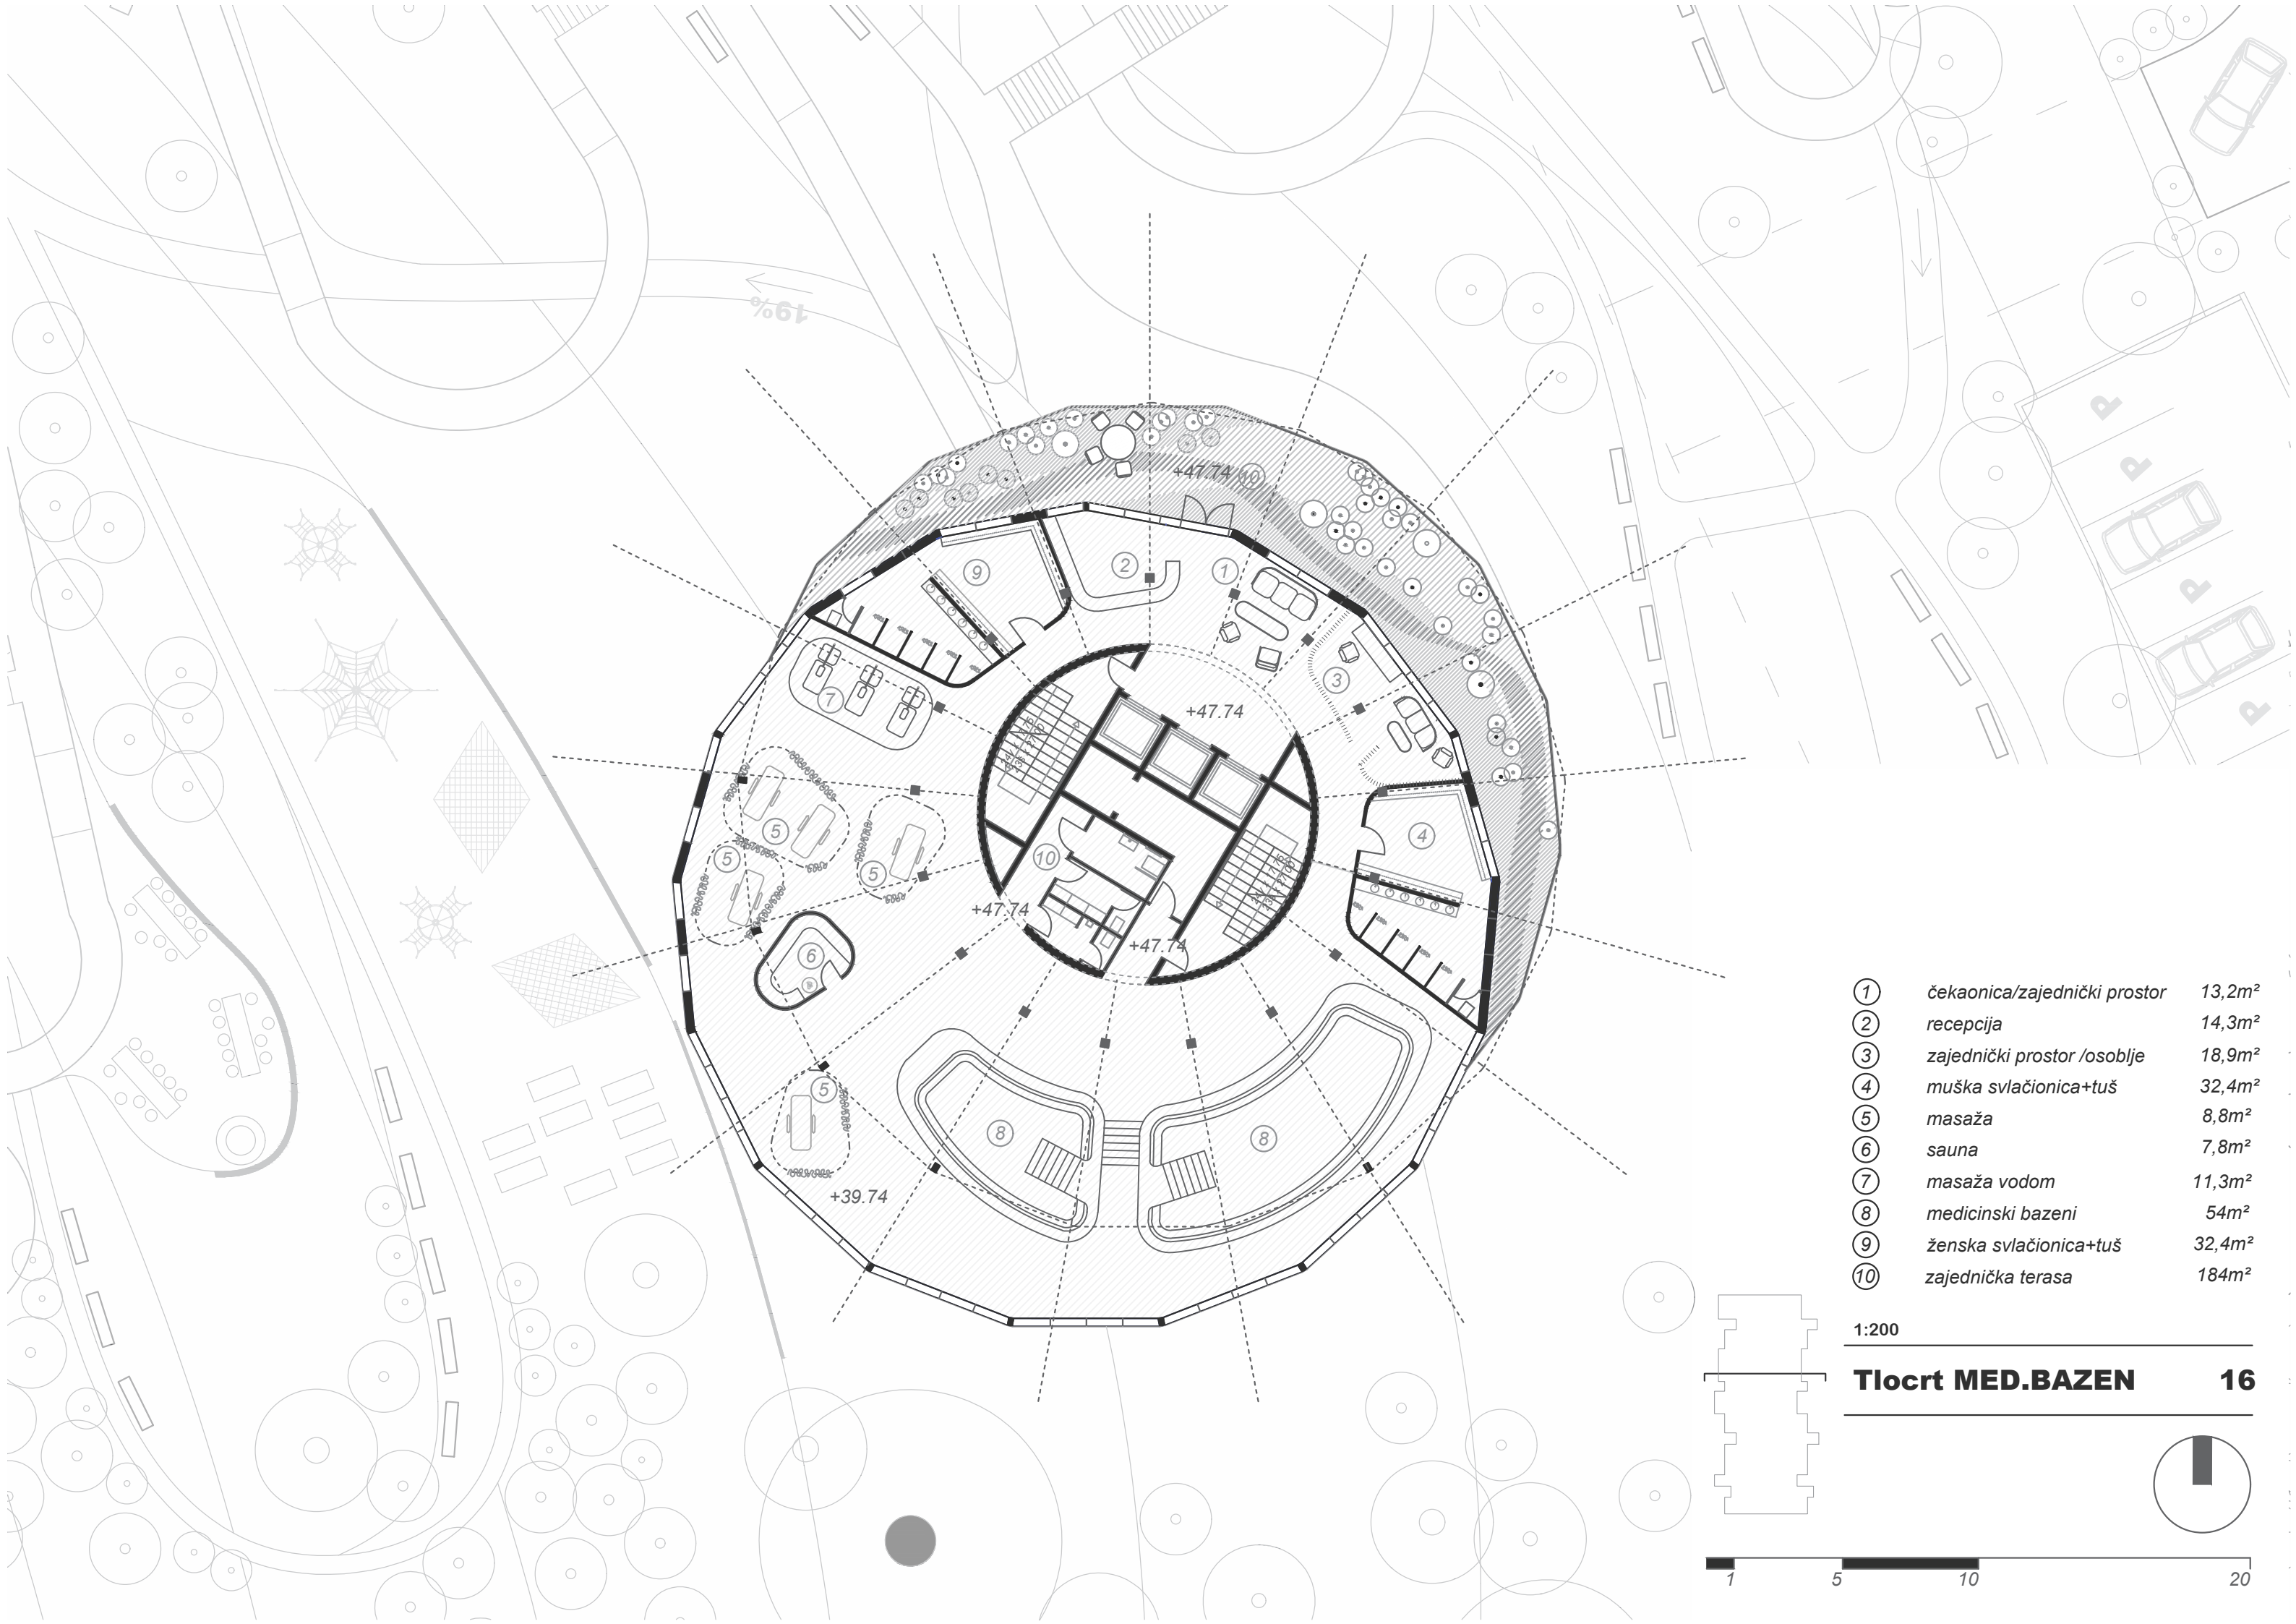 19%
+47.74 10
9
2
1
3
7
+47.74
4
5
5
5
10
+47.74
+47.74
6
5
8
8
+39.74
P
P
P
P
1 čekaonica/zajednički prostor 13,2m²
2 recepcija 14,3m²
3 zajednički prostor /osoblje 18,9m²
4 muška svlačionica+tuš 32,4m²
5 masaža 8,8m²
6 sauna 7,8m²
7 masaža vodom 11,3m²
8 medicinski bazeni 54m²
9 ženska svlačionica+tuš 32,4m²
10 zajednička terasa 184m²
1:200
Tlocrt MED.BAZEN 16
1 5 10 20